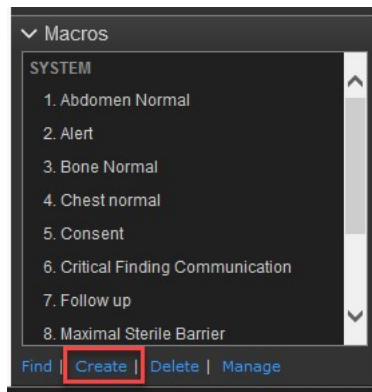 Macros
SYSTEM
1. Abdomen Normal
2. Alert
3. Bone Normal
4. Chest normal
5. Consent
6. Critical Finding Communication
7. Follow up
8. Maximal Sterile Barrier
Find | Create | Delete | Manage